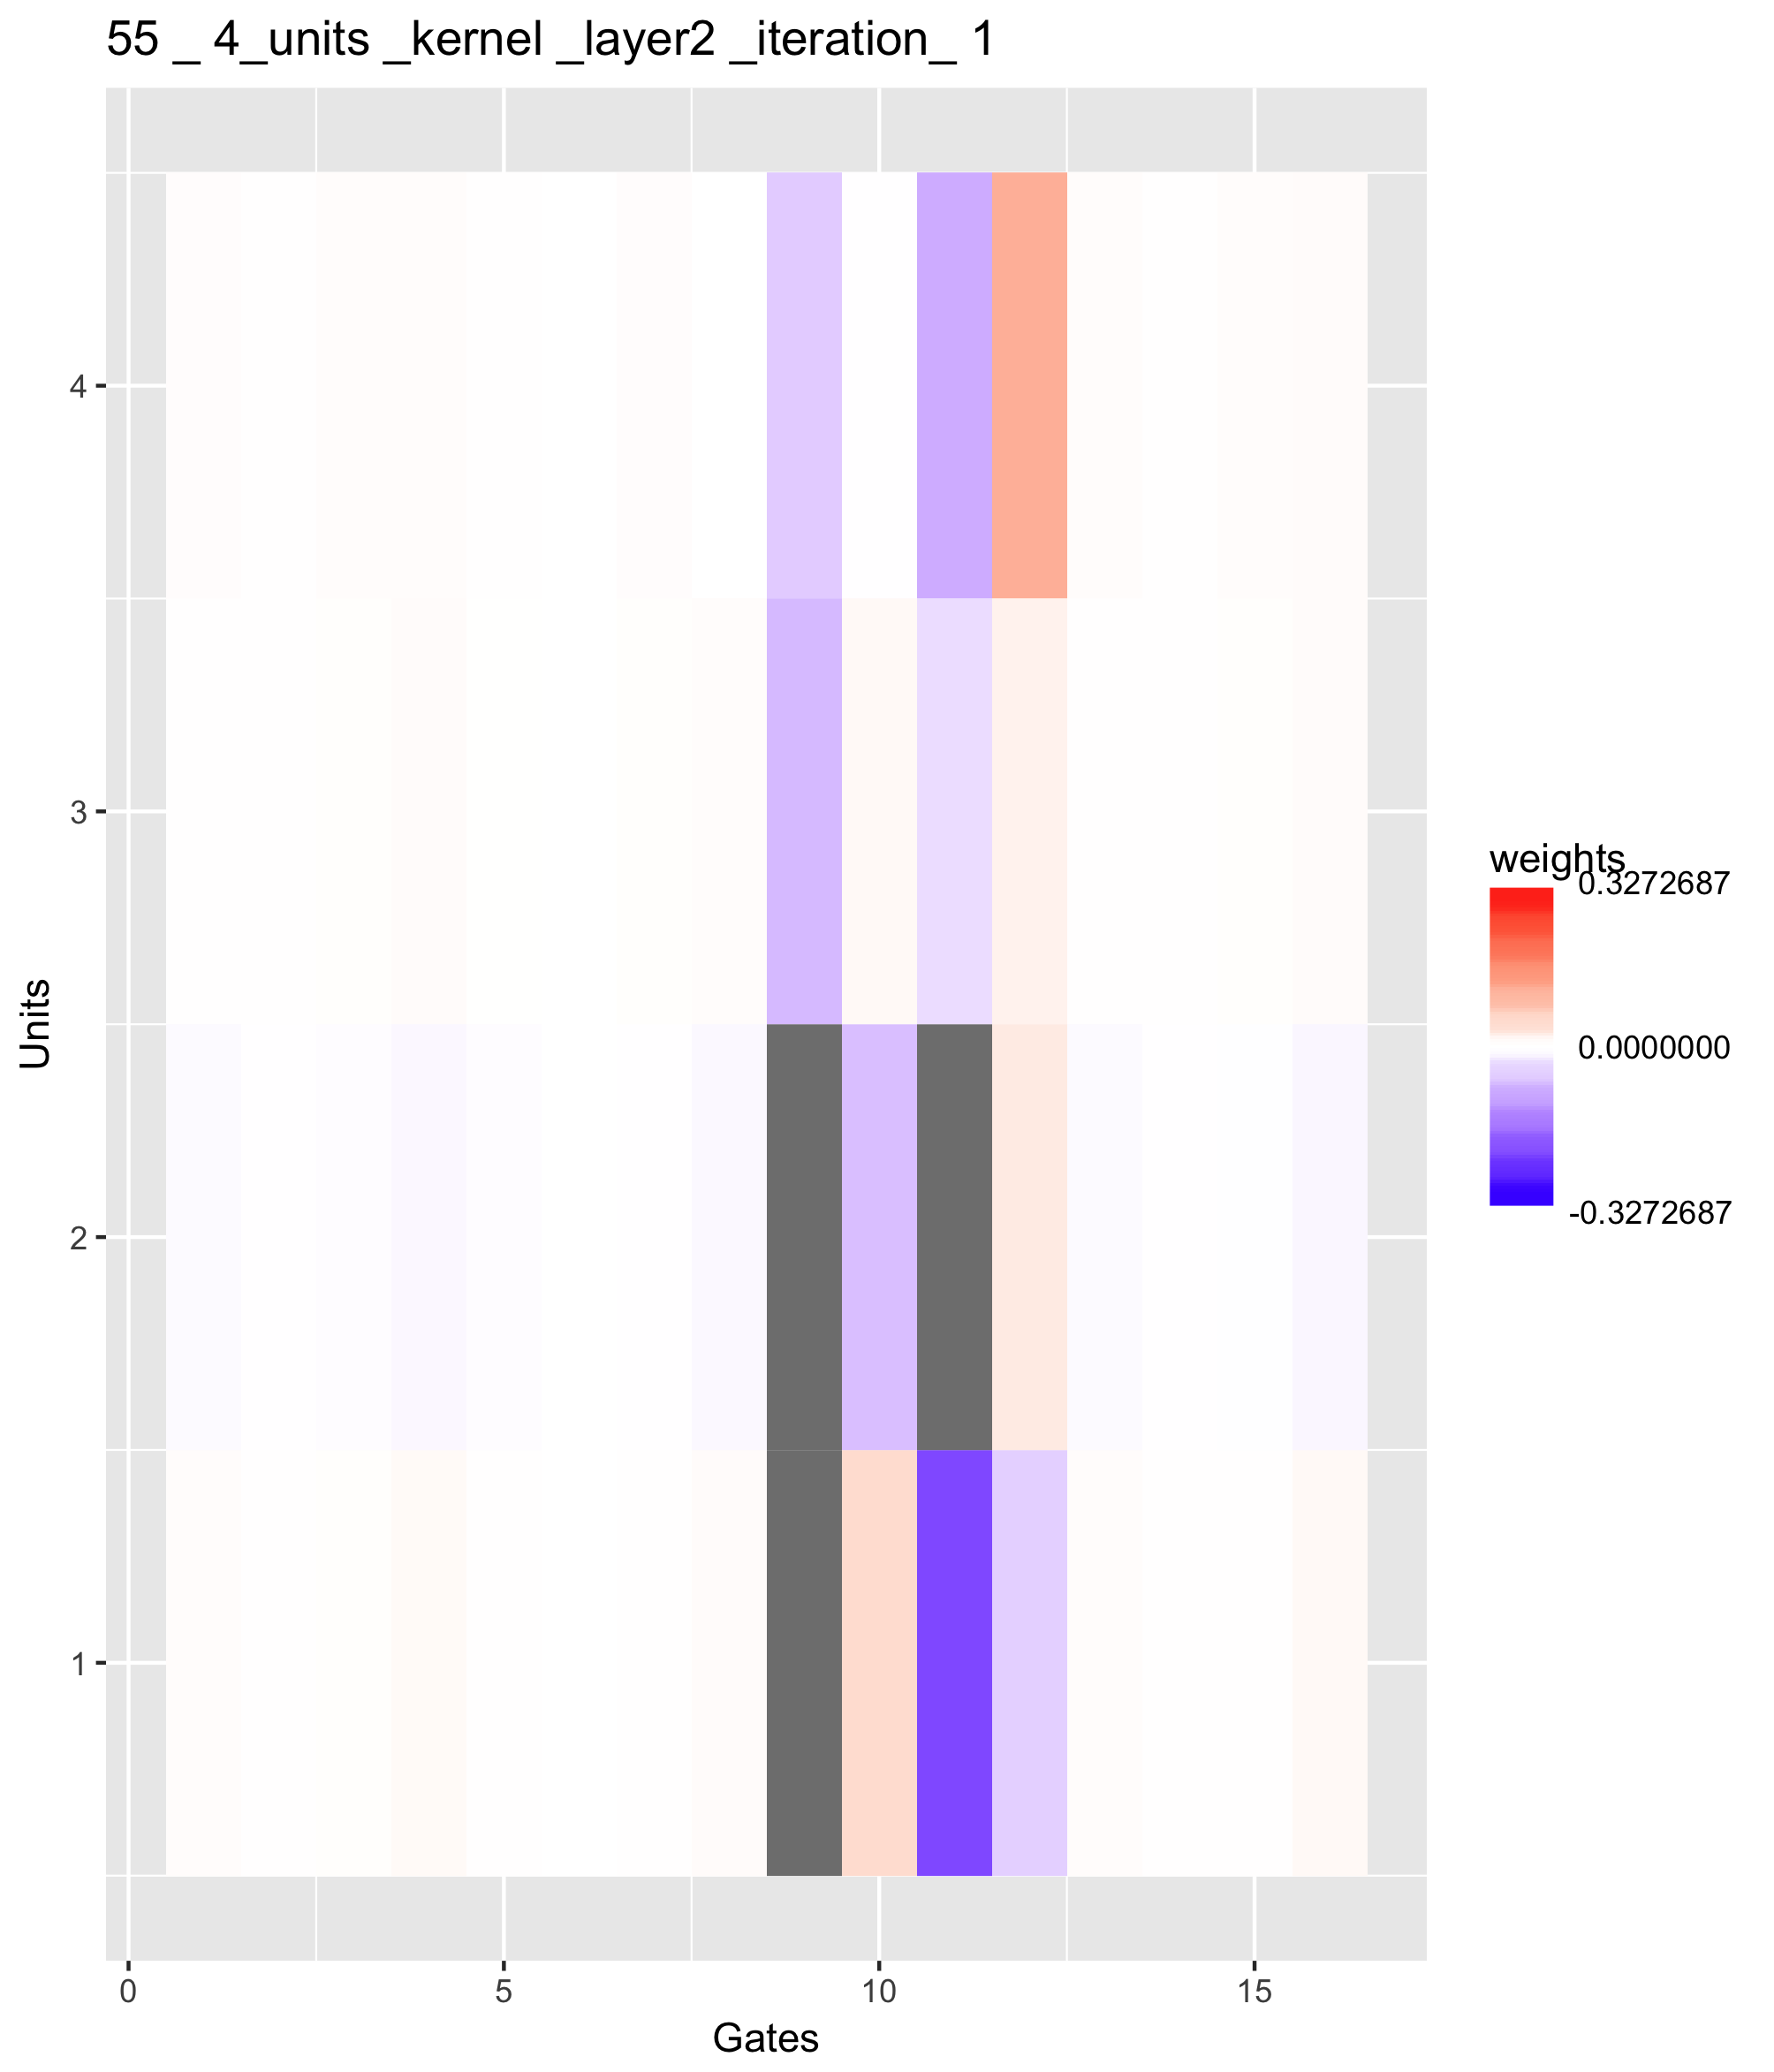 55 _ 4_units _kernel _layer2 _iteration_ 1
4
3
2
1
Units
0
5
10
15
Gates
weights
0.3272687
0.0000000
-0.3272687